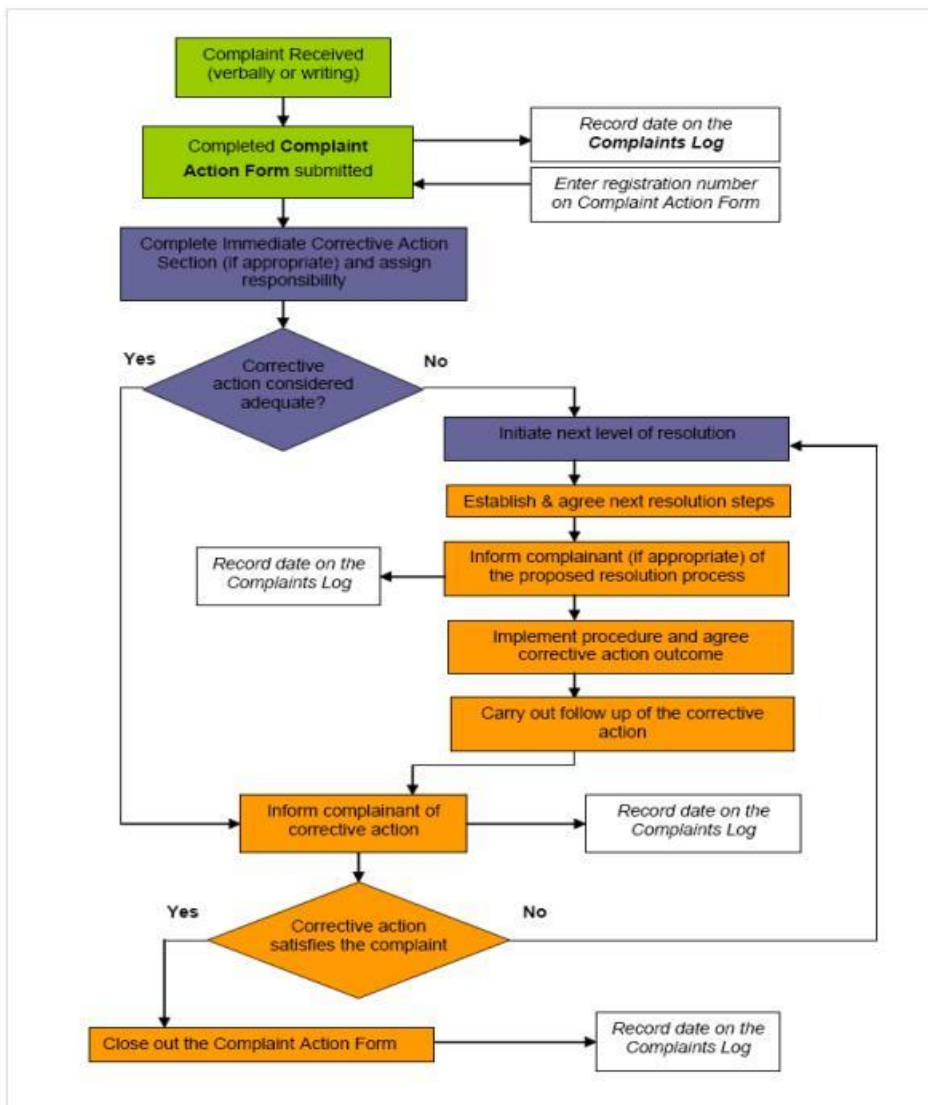 Complaint Received
(verbally or writing)
Completed Complaint
Action Form submitted
Record date on the
Complaints Log
Enter registration number
on Complaint Action Form
Complete Immediate Corrective Action
Section (if appropriate) and assign
responsibility
Yes
No
Corrective
action considered
adequate?
Initiate next level of resolution
Establish & agree next resolution steps
Inform complainant (if appropriate) of
the proposed resolution process
Record date on the
Complaints Log
Implement procedure and agree
corrective action outcome
Carry out follow up of the corrective
action
Inform complainant of
corrective action
Record date on the
Complaints Log
Yes
No
Corrective action
satisfies the complaint
Close out the Complaint Action Form
Record date on the
Complaints Log